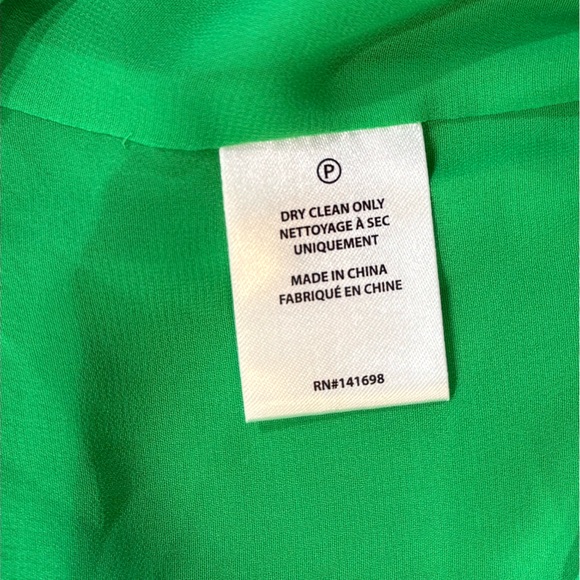 P
DRY CLEAN ONLY
NETTOYAGE À SEC
UNIQUEMENT
MADE IN CHINA
FABRIQUÉ EN CHINE
RN#141698